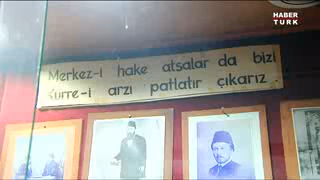 HABER
TURK
Merkez-i hake atsalar da bizi
Kürre-i arzı patlatır çıkarız.